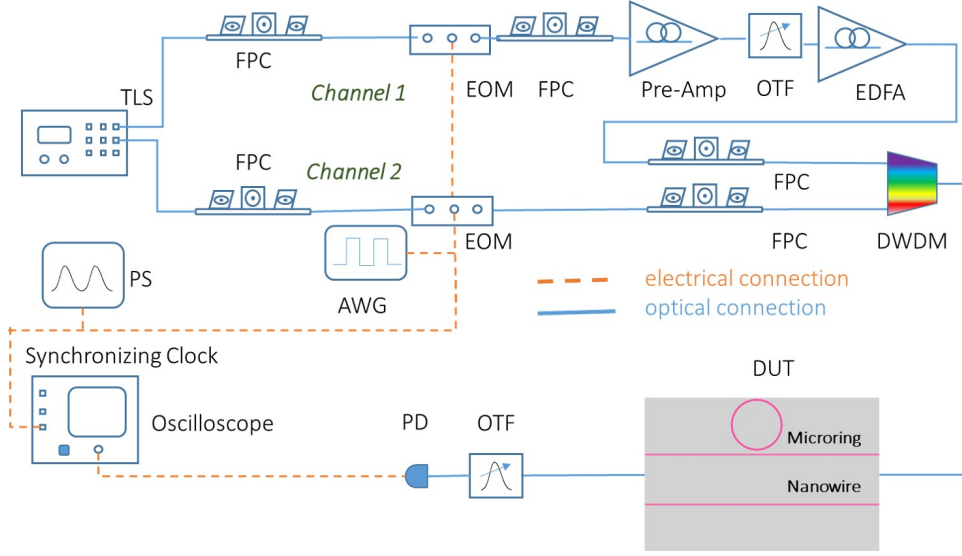 FPC
EOM
FPC
Pre-Amp
OTF
EDFA
TLS
Channel 1
FPC
Channel 2
EOM
FPC
FPC
DWDM
PS
AWG
electrical connection
optical connection
Synchronizing Clock
Oscilloscope
PD
OTF
DUT
Microring
Nanowire